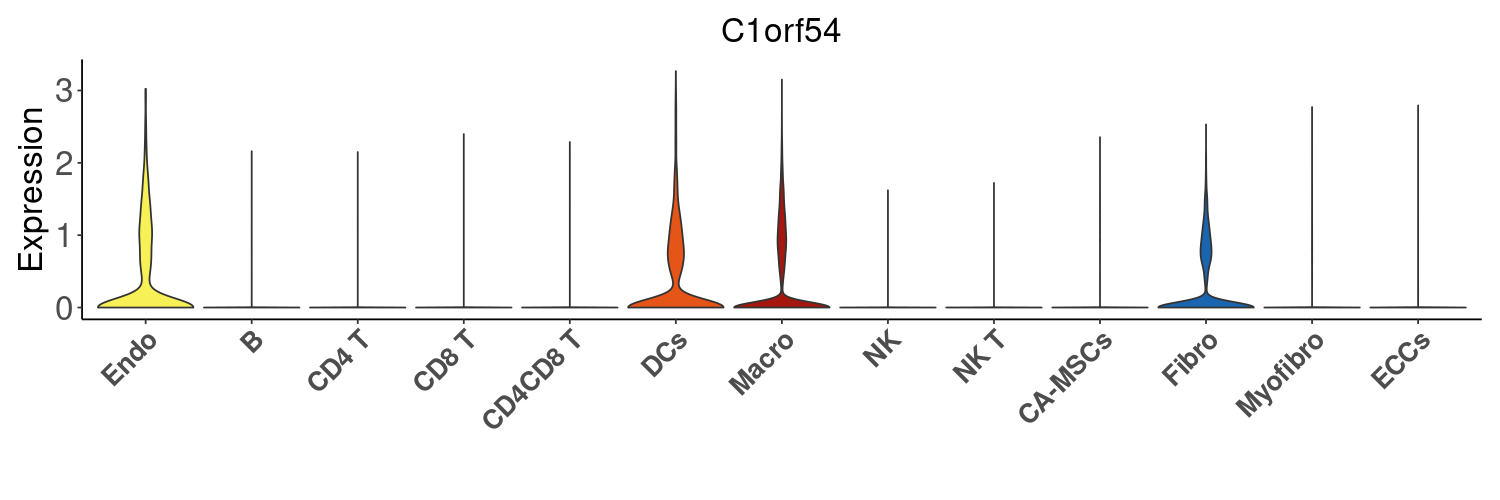 C1orf54
Expression
3
2
1
0
Endo
B
CD4 T
CD8 T
CD4CD8 T
DCs
Macro
NK
NK T
CA-MSCs
Fibro
Myofibro
ECCs